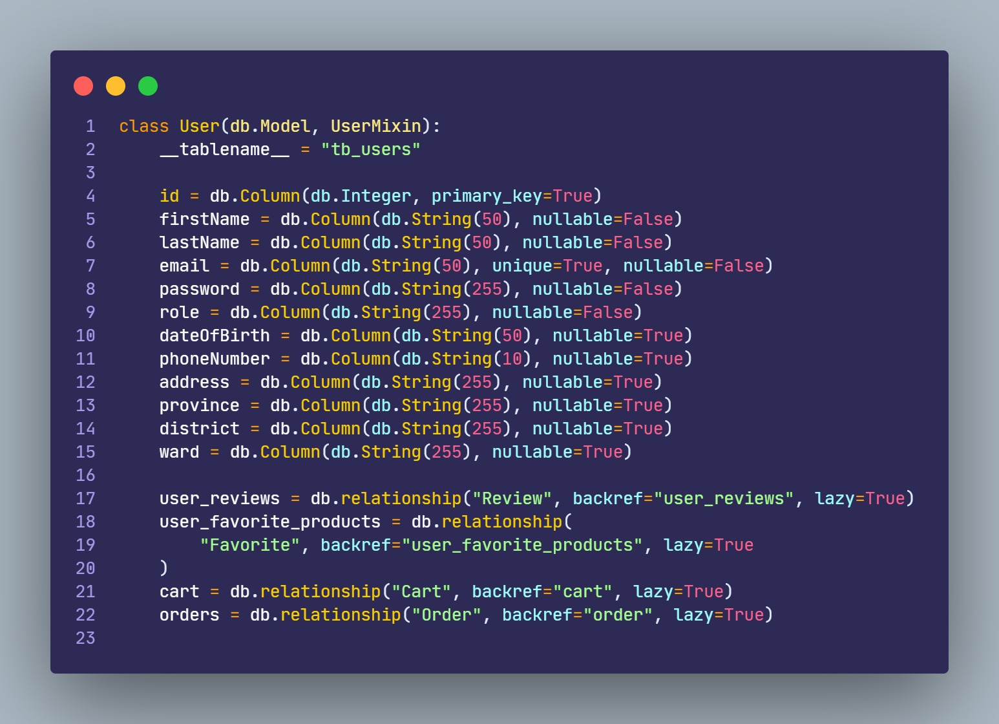 1 class User(db.Model, UserMixin):
2     __tablename__ = "tb_users"
3
4     id = db.Column(db.Integer, primary_key=True)
5     firstName = db.Column(db.String(50), nullable=False)
6     lastName = db.Column(db.String(50), nullable=False)
7     email = db.Column(db.String(50), unique=True, nullable=False)
8     password = db.Column(db.String(255), nullable=False)
9     role = db.Column(db.String(255), nullable=False)
10     dateOfBirth = db.Column(db.String(50), nullable=True)
11     phoneNumber = db.Column(db.String(10), nullable=True)
12     address = db.Column(db.String(255), nullable=True)
13     province = db.Column(db.String(255), nullable=True)
14     district = db.Column(db.String(255), nullable=True)
15     ward = db.Column(db.String(255), nullable=True)
16
17     user_reviews = db.relationship("Review", backref="user_reviews", lazy=True)
18     user_favorite_products = db.relationship(
19         "Favorite", backref="user_favorite_products", lazy=True
20     )
21     cart = db.relationship("Cart", backref="cart", lazy=True)
22     orders = db.relationship("Order", backref="order", lazy=True)
23